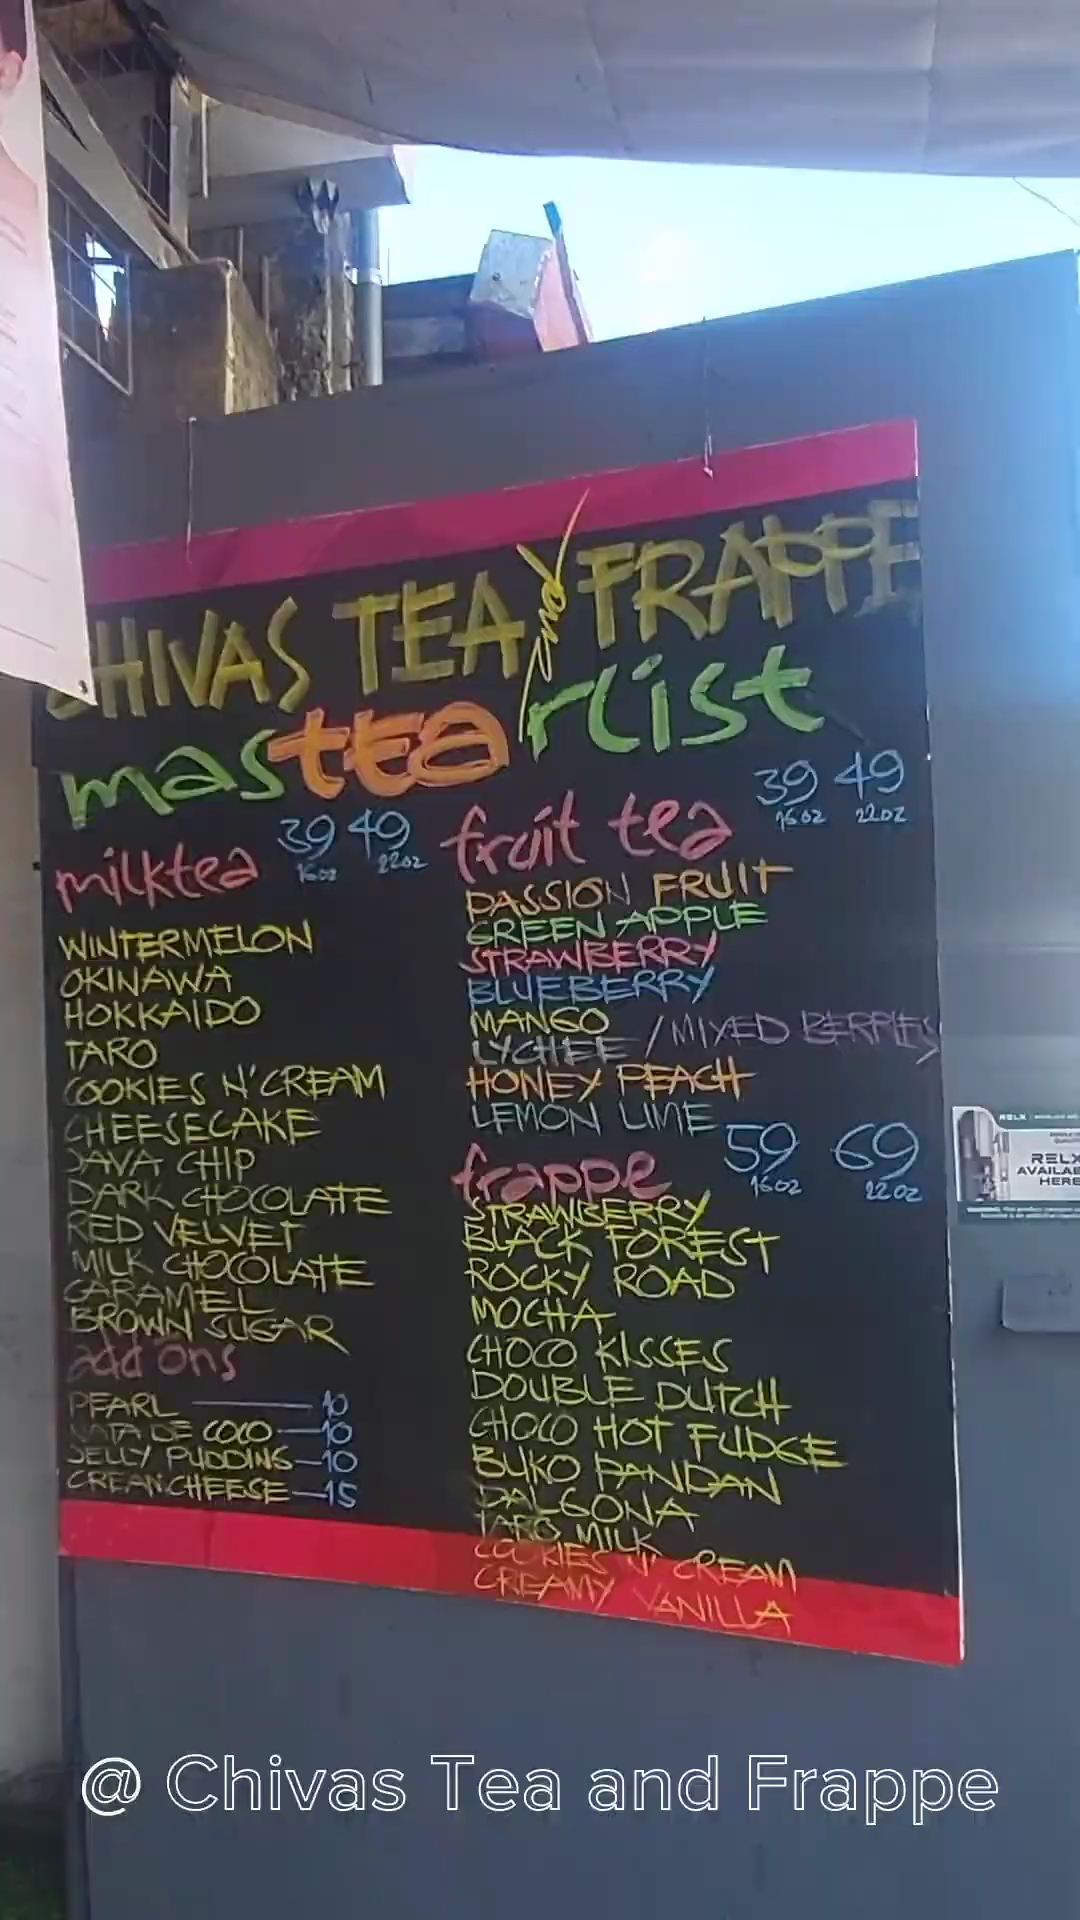 CHIVAS TEA and FRAPPE
masTEArlist
milktea 39 16oz 49 22oz
WINTERMELON
OKINAWA
HOKKAIDO
TARO
COOKIES N' CREAM
CHEESECAKE
JAVA CHIP
DARK CHOCOLATE
RED VELVET
MILK CHOCOLATE
CARAMEL
BROWN SUGAR
add ons
PEARL 10
NATA DE COCO 10
JELLY PUDDING 10
CREAMCHEESE 15
fruit tea 39 16oz 49 22oz
PASSION FRUIT
GREEN APPLE
STRAWBERRY
BLUEBERRY
MANGO
LYCHEE / MIXED BERRIES
HONEY PEACH
LEMON LIME
frappe 59 16oz 69 22oz
STRAWBERRY
BLACK FOREST
ROCKY ROAD
MOCHA
CHOCO KISSES
DOUBLE DUTCH
CHOCO HOT FUDGE
BUKO PANDAN
DALGONA
TARO MILK
COOKIES 'N' CREAM
CREAMY VANILLA
RELX
RELX
AVAILABLE
HERE
@ Chivas Tea and Frappe